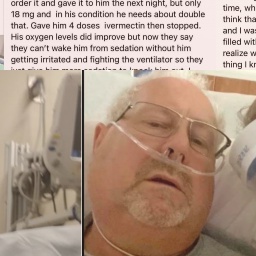 order it and gave it to him the next night, but only
18 mg and in his condition he needs about double
that. Gave him 4 doses ivermectin then stopped.
His oxygen levels did improve but now they say
they can't wake him from sedation without him
getting irritated and fighting the ventilator so they
time, wh
think tha
and I was
filled with
realize w
thing I kn